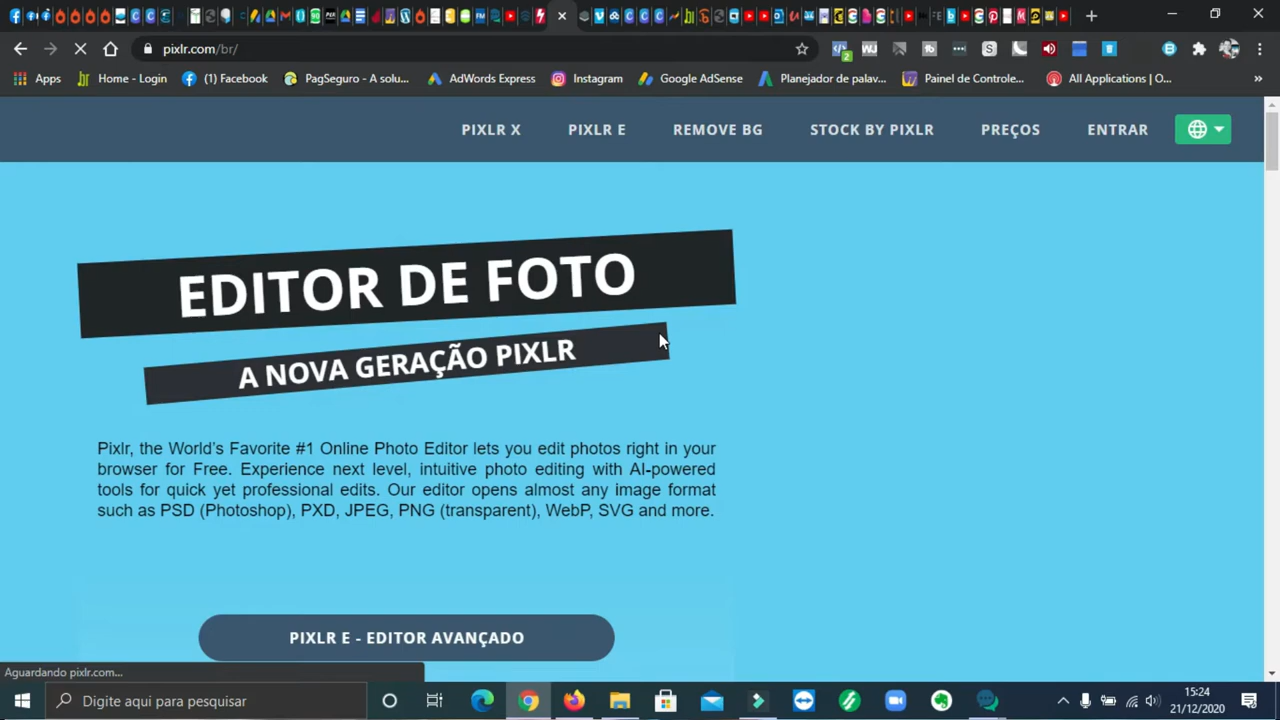 pixlr.com/br/
2
Apps
Home - Login
(1) Facebook
PagSeguro - A solu...
AdWords Express
Instagram
Google AdSense
Planejador de palav...
Painel de Controle...
All Applications | O...
»
PIXLR X
PIXLR E
REMOVE BG
STOCK BY PIXLR
PREÇOS
ENTRAR
EDITOR DE FOTO
A NOVA GERAÇÃO PIXLR
Pixlr, the World’s Favorite #1 Online Photo Editor lets you edit photos right in your
browser for Free. Experience next level, intuitive photo editing with AI-powered
tools for quick yet professional edits. Our editor opens almost any image format
such as PSD (Photoshop), PXD, JPEG, PNG (transparent), WebP, SVG and more.
PIXLR E - EDITOR AVANÇADO
Aguardando pixlr.com...
Digite aqui para pesquisar
15:24
21/12/2020